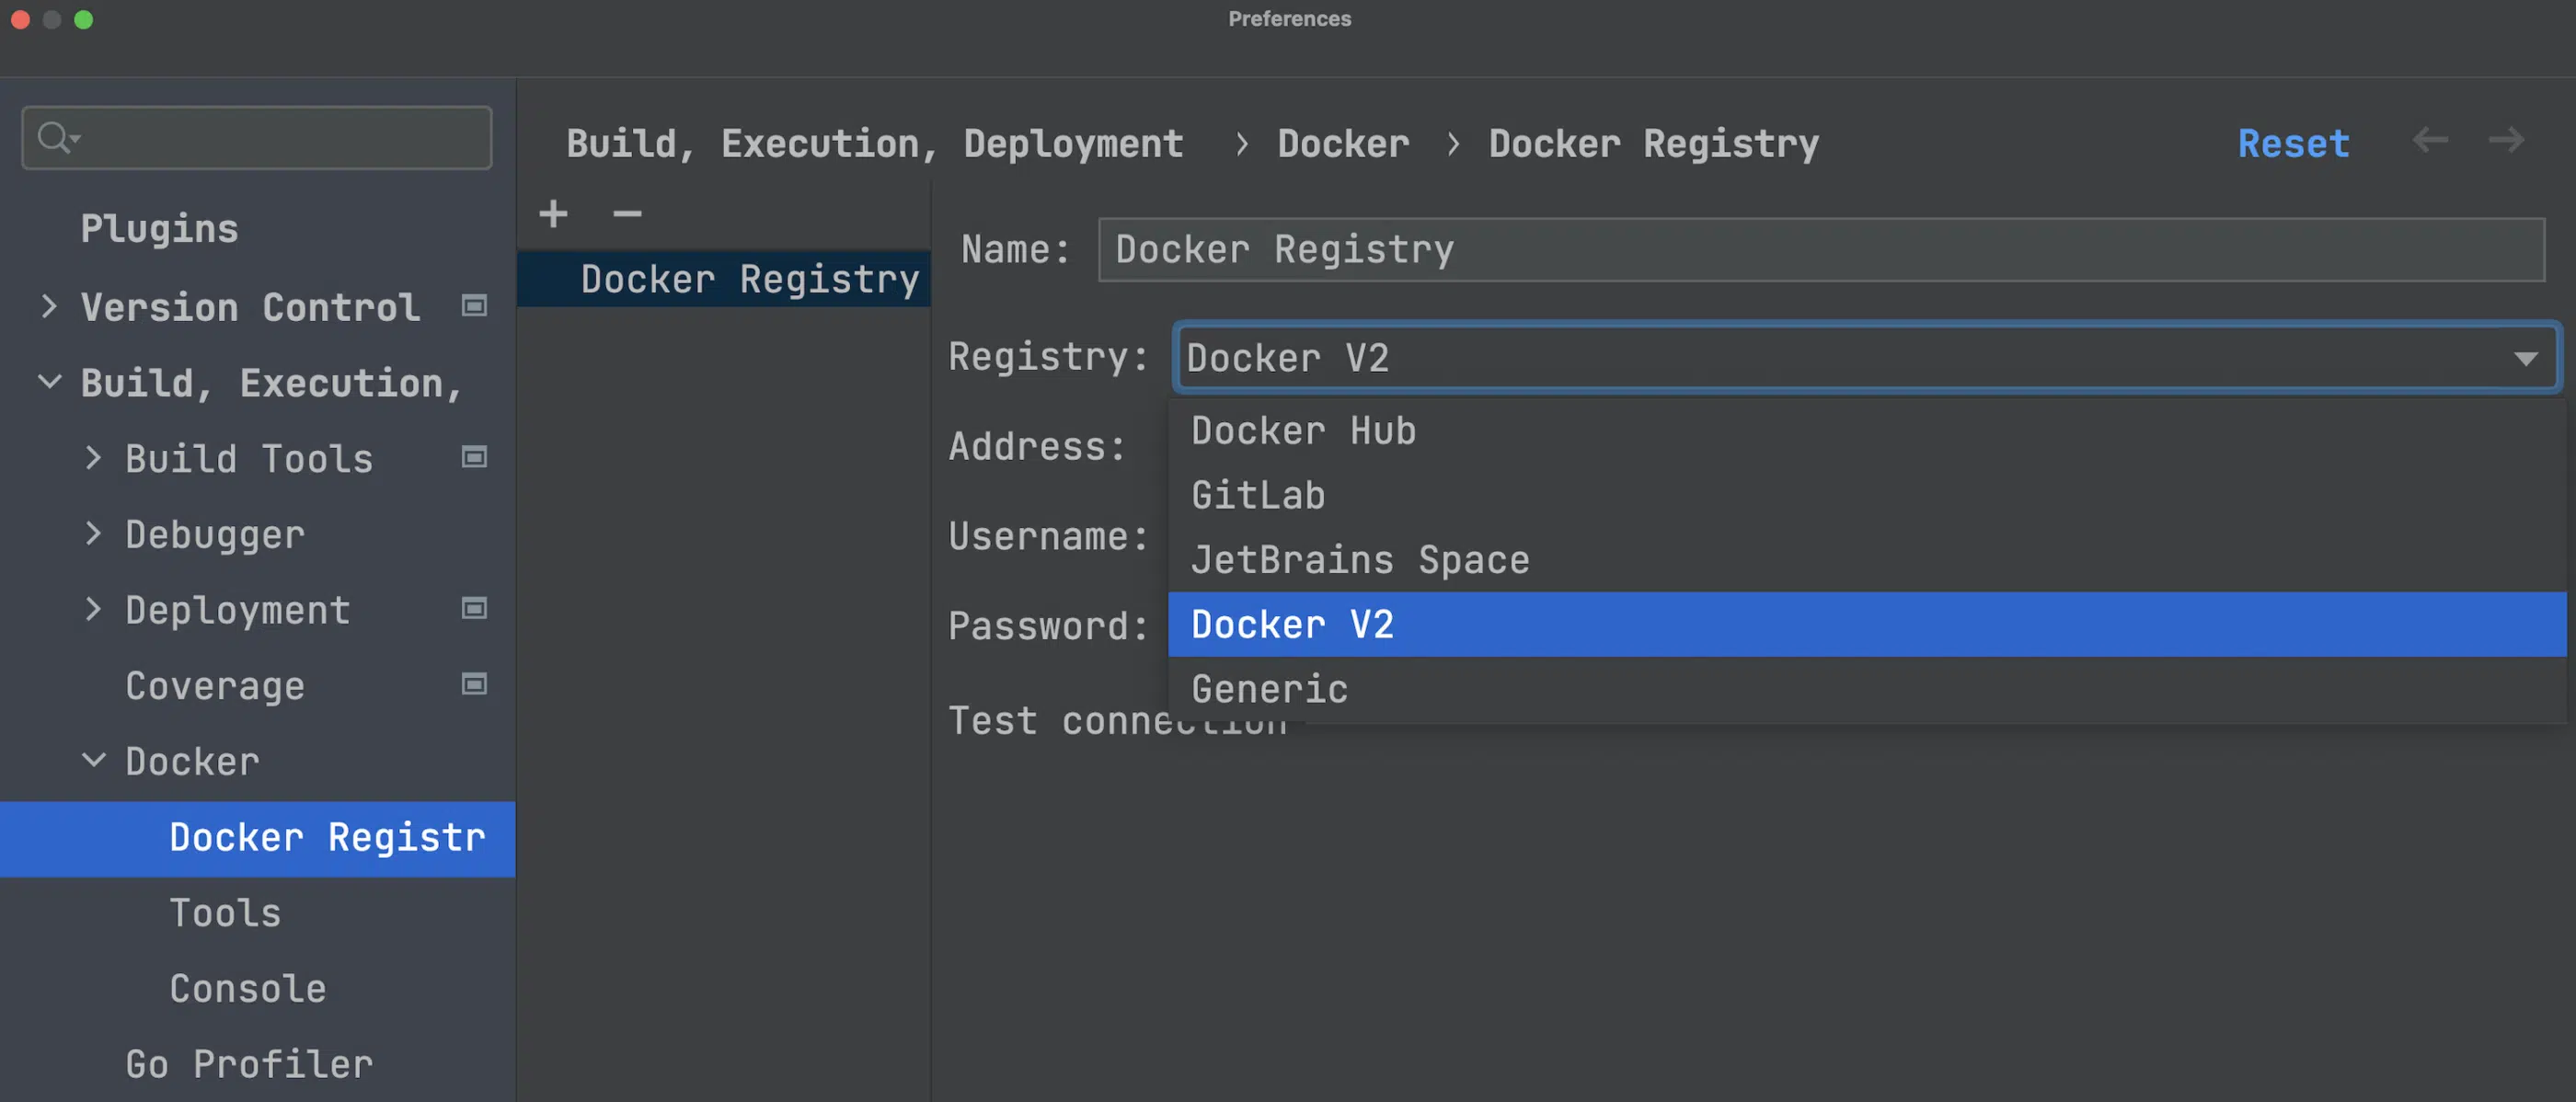 Preferences
Plugins
Version Control
Build, Execution,
Build Tools
Debugger
Deployment
Coverage
Docker
Docker Registr
Tools
Console
Go Profiler
Build, Execution, Deployment › Docker › Docker Registry
Reset
Docker Registry
Name: Docker Registry
Registry: Docker V2
Docker Hub
GitLab
JetBrains Space
Docker V2
Generic
Address:
Username:
Password:
Test connection